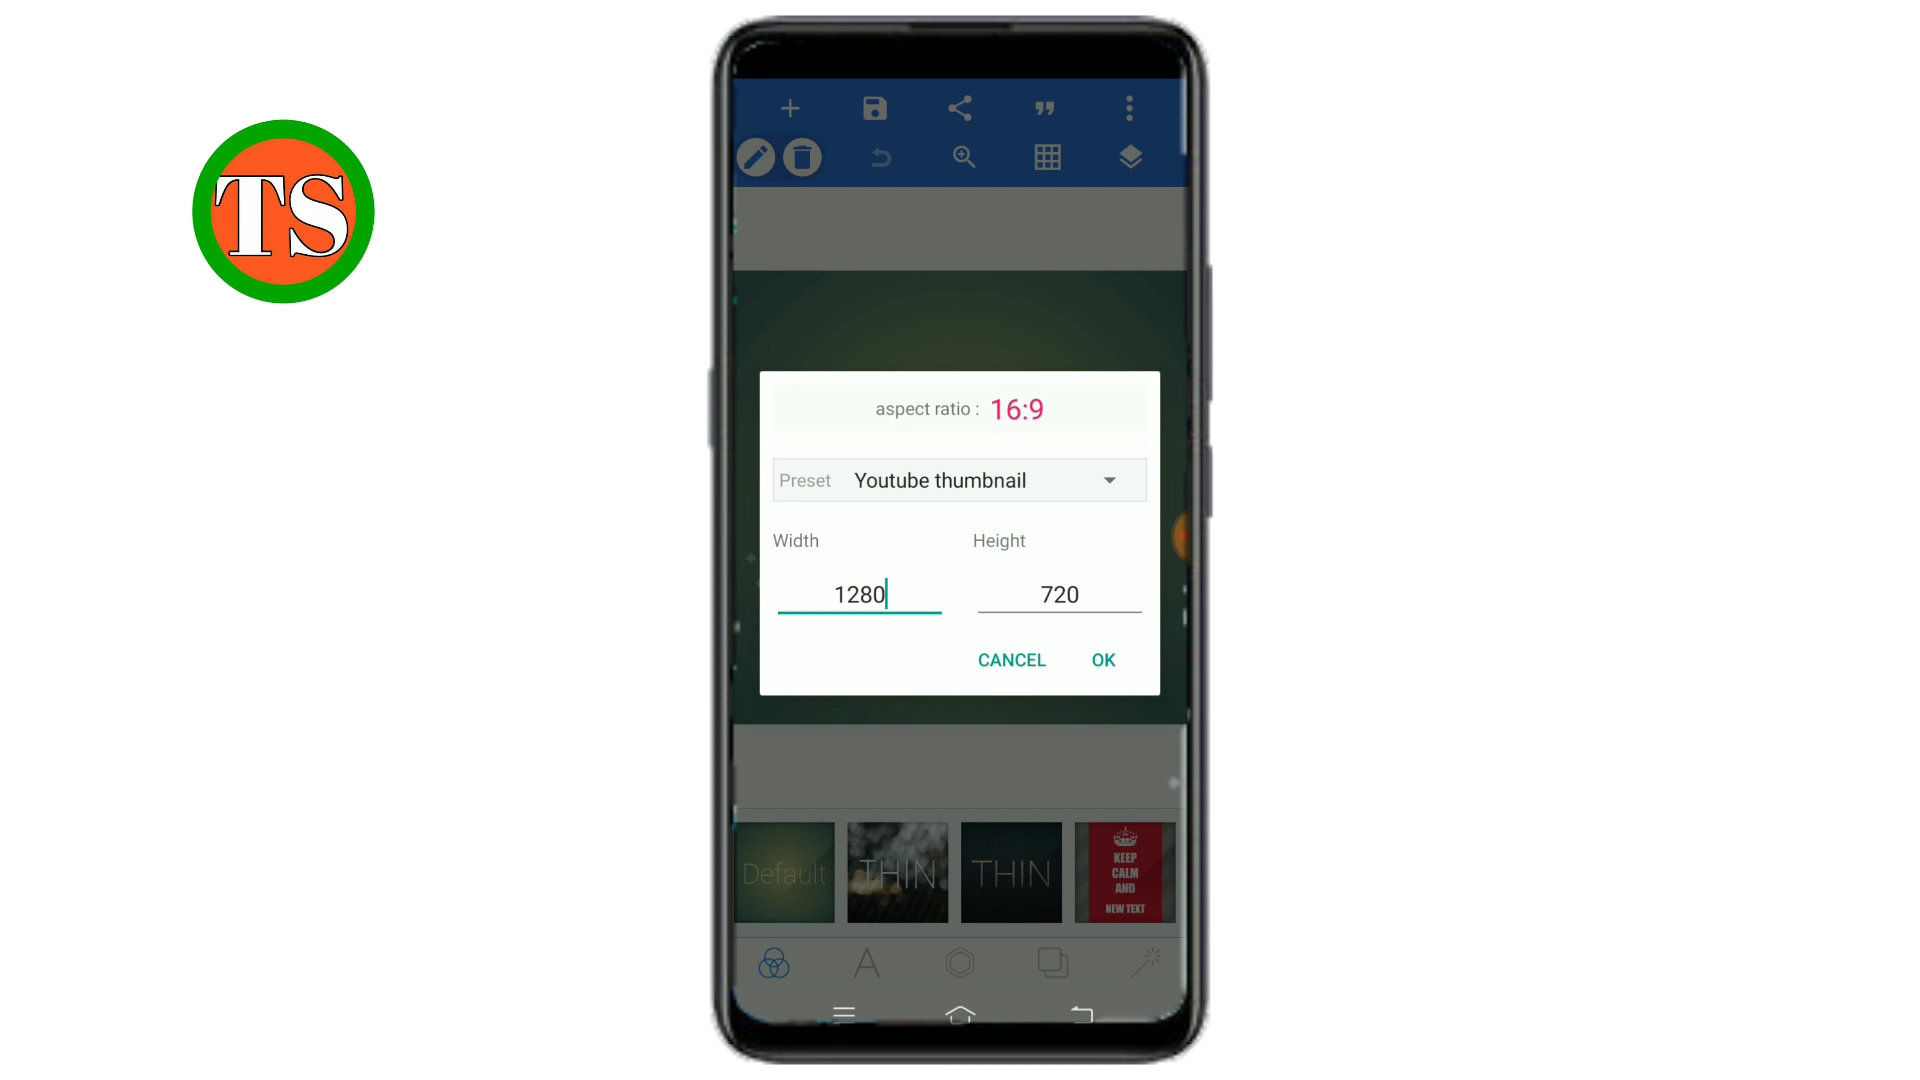 TS
aspect ratio : 16:9
Preset Youtube thumbnail
Width Height
1280 720
CANCEL OK
Default THIN THIN KEEP
CALM
AND
NEW TEXT
A